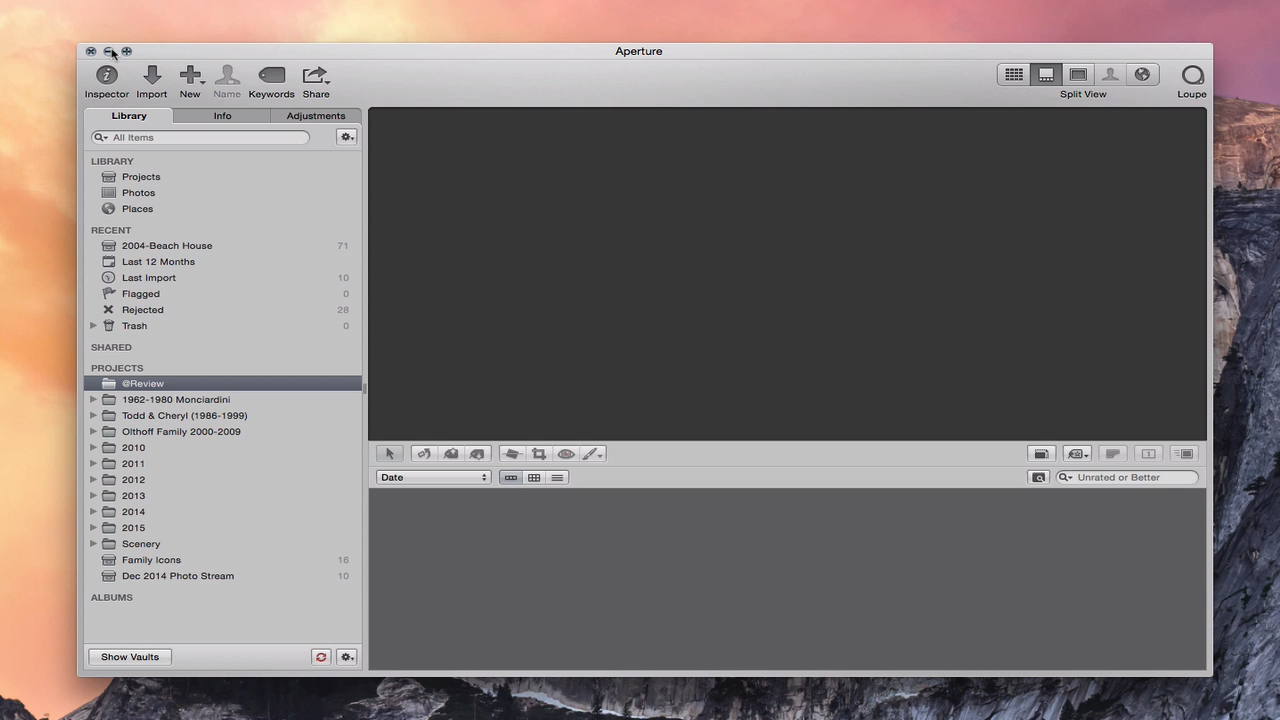 Aperture
Inspector Import New Name Keywords Share Split View Loupe
Library Info Adjustments
All Items
LIBRARY
Projects
Photos
Places
RECENT
2004-Beach House 71
Last 12 Months
Last Import 10
Flagged 0
Rejected 28
Trash 0
SHARED
PROJECTS
@Review
1962-1980 Monciardini
Todd & Cheryl (1986-1999)
Olthoff Family 2000-2009
2010
2011
2012
2013
2014
2015
Scenery
Family Icons 16
Dec 2014 Photo Stream 10
ALBUMS
Show Vaults
Date
Unrated or Better